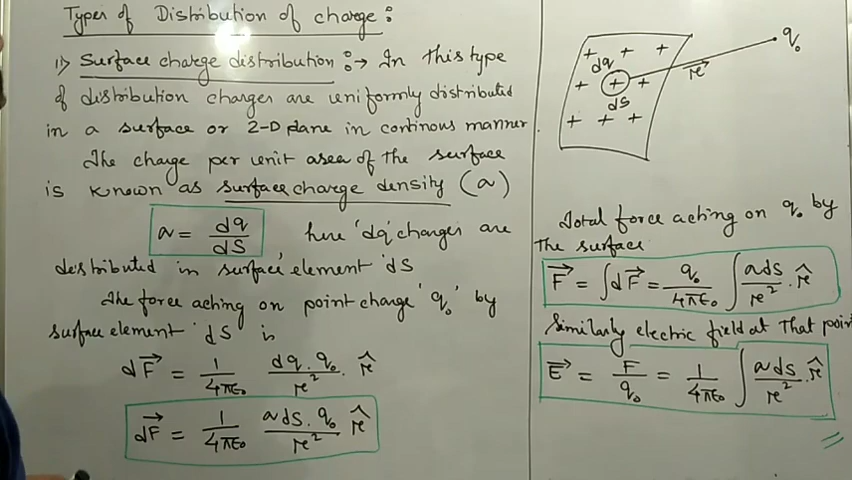 Types of Distribution of charge :
1) Surface charge distribution :→ In this type
of distribution charges are uniformly distributed
in a surface or 2-D plane in continous manner.
The charge per unit area of the surface
is known as surface charge density (σ)
σ = dq/dS here 'dq' charges are
distributed in surface element 'dS
The force acting on point charge 'q₀' by
surface element 'dS is
dF⃗ = 1/4πε₀ dq.q₀/r² . r̂
dF⃗ = 1/4πε₀ σds.q₀/r² r̂
+ + +
dq
+ + +
ds
+ + +
r⃗
q₀
Total force acting on q₀ by
the surface
F⃗ = ∫dF⃗ = q₀/4πε₀ ∫ σds/r² . r̂
Similarly electric field at that point
E⃗ = F/q₀ = 1/4πε₀ ∫ σds/r² . r̂